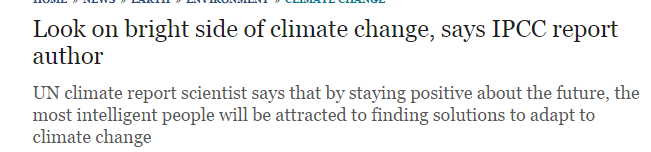 HOME » NEWS » EARTH » ENVIRONMENT » CLIMATE CHANGE
Look on bright side of climate change, says IPCC report
author
UN climate report scientist says that by staying positive about the future, the
most intelligent people will be attracted to finding solutions to adapt to
climate change